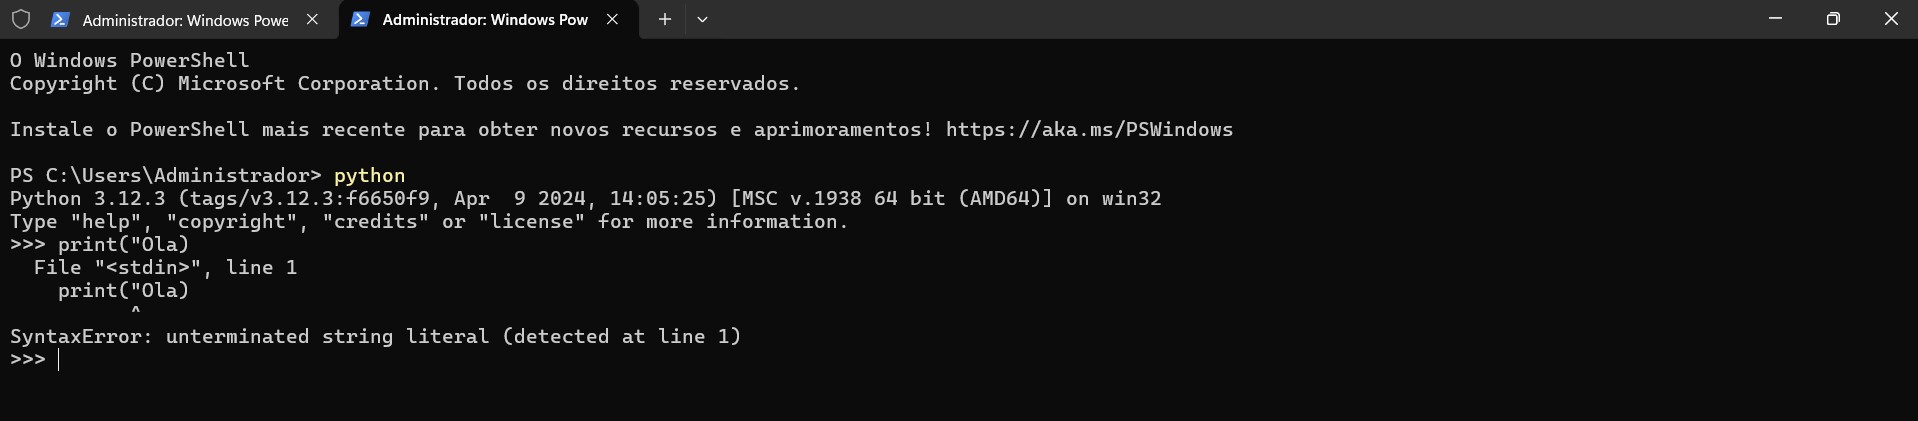 Administrador: Windows Powe
Administrador: Windows Pow
O Windows PowerShell
Copyright (C) Microsoft Corporation. Todos os direitos reservados.
Instale o PowerShell mais recente para obter novos recursos e aprimoramentos! https://aka.ms/PSWindows
PS C:\Users\Administrador> python
Python 3.12.3 (tags/v3.12.3:f6650f9, Apr  9 2024, 14:05:25) [MSC v.1938 64 bit (AMD64)] on win32
Type "help", "copyright", "credits" or "license" for more information.
>>> print("Ola)
  File "<stdin>", line 1
    print("Ola)
          ^
SyntaxError: unterminated string literal (detected at line 1)
>>>